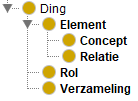 Ding
Element
Concept
Relatie
Rol
Verzameling